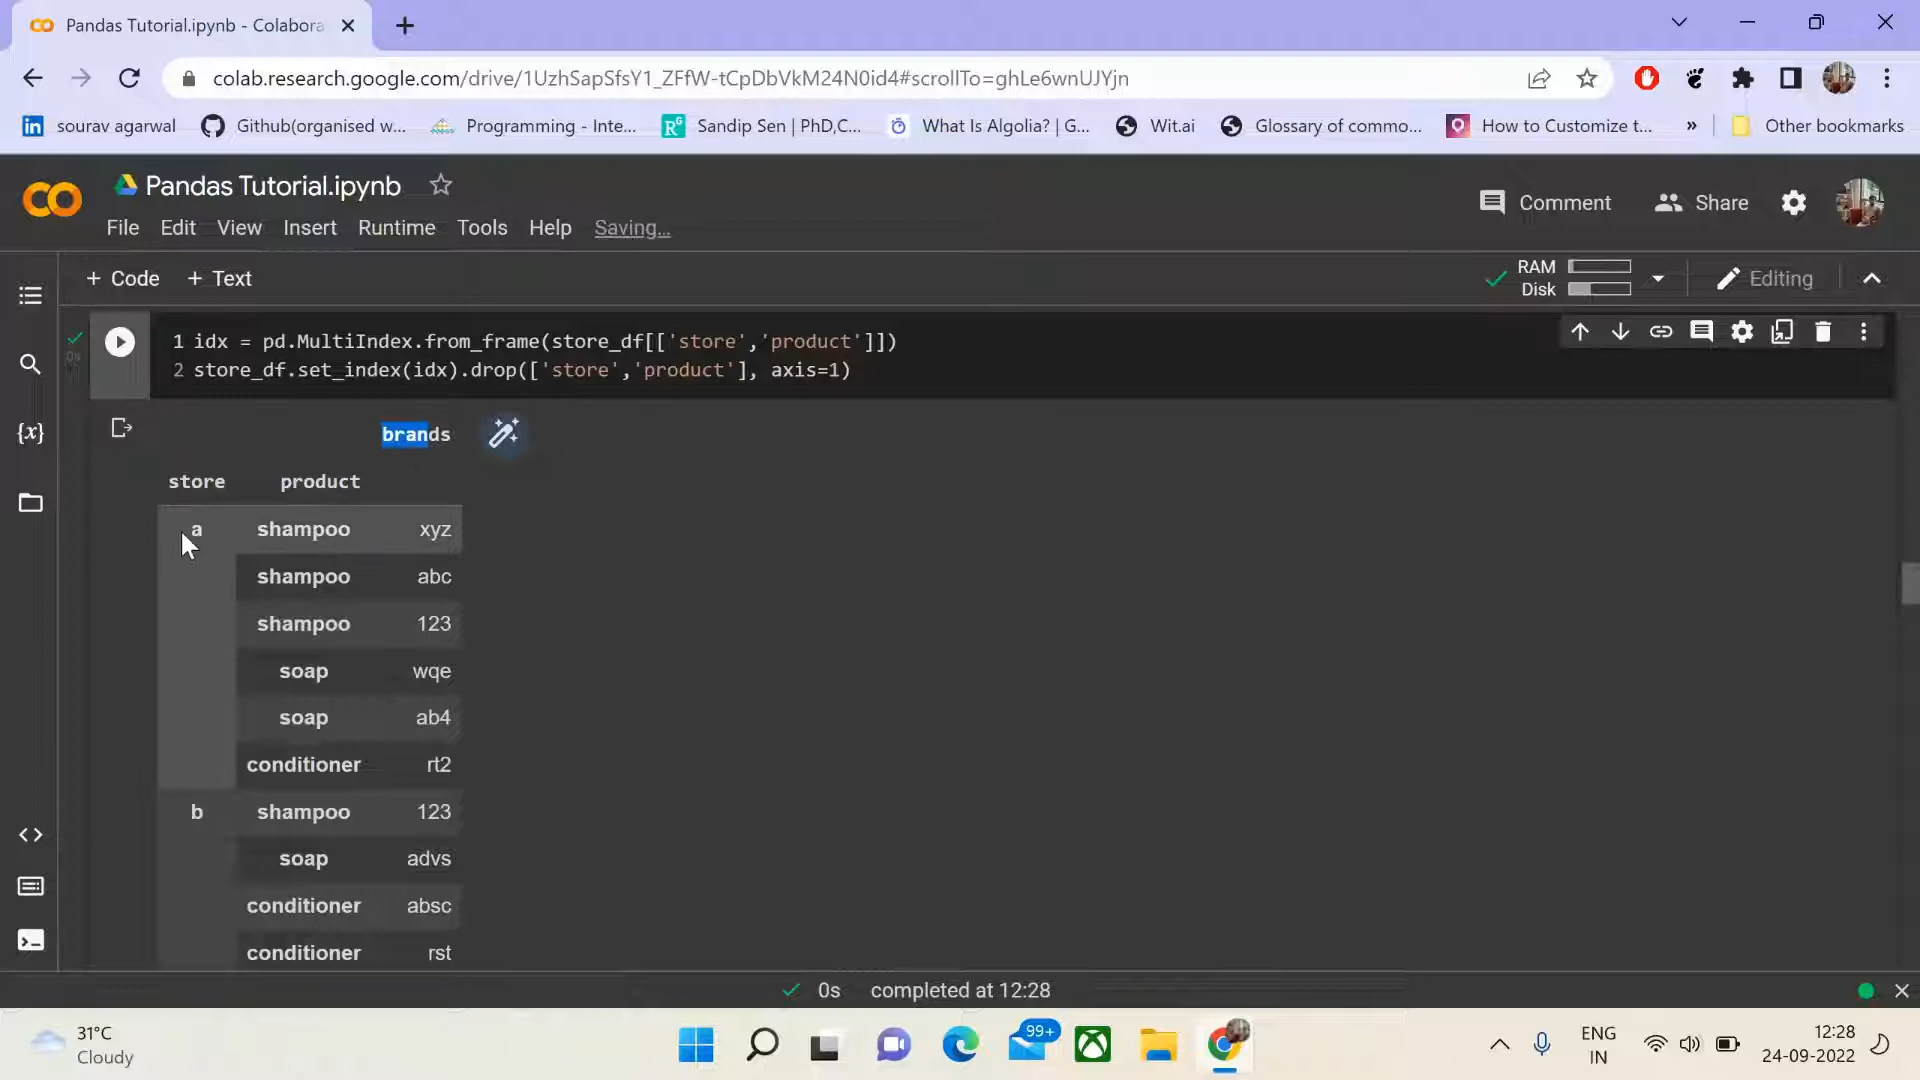 Pandas Tutorial.ipynb - Colabora
colab.research.google.com/drive/1UzhSapSfsY1_ZFfW-tCpDbVkM24N0id4#scrollTo=ghLe6wnUJYjn
sourav agarwal
Github(organised w...
Programming - Inte...
Sandip Sen | PhD,C...
What Is Algolia? | G...
Wit.ai
Glossary of commo...
How to Customize t...
»
Other bookmarks
Pandas Tutorial.ipynb
Comment
Share
File Edit View Insert Runtime Tools Help Saving...
+ Code + Text
RAM
Disk
Editing
1 idx = pd.MultiIndex.from_frame(store_df[['store','product']])
2 store_df.set_index(idx).drop(['store','product'], axis=1)
0s
brands
store product
a shampoo xyz
shampoo abc
shampoo 123
soap wqe
soap ab4
conditioner rt2
b shampoo 123
soap advs
conditioner absc
conditioner rst
0s completed at 12:28
31°C
Cloudy
99+
ENG
IN
12:28
24-09-2022